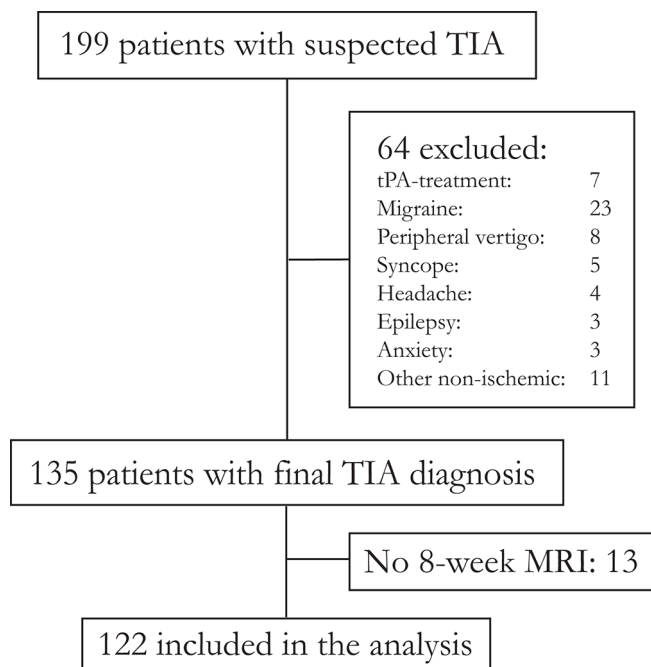 199 patients with suspected TIA
64 excluded:
tPA-treatment: 7
Migraine: 23
Peripheral vertigo: 8
Syncope: 5
Headache: 4
Epilepsy: 3
Anxiety: 3
Other non-ischemic: 11
135 patients with final TIA diagnosis
No 8-week MRI: 13
122 included in the analysis